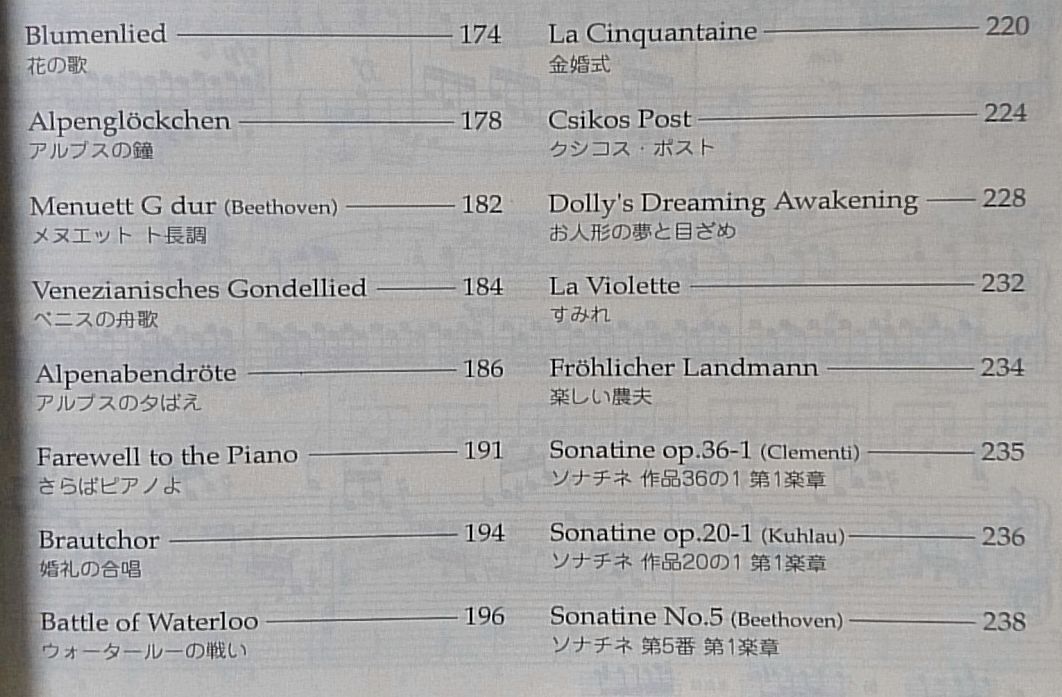 Blumenlied 174
花の歌
Alpenglöckchen 178
アルプスの鐘
Menuett G dur (Beethoven) 182
メヌエット ト長調
Venezianisches Gondellied 184
ベニスの舟歌
Alpenabendröte 186
アルプスの夕ばえ
Farewell to the Piano 191
さらばピアノよ
Brautchor 194
婚礼の合唱
Battle of Waterloo 196
ウォータールーの戦い
La Cinquantaine 220
金婚式
Csikos Post 224
クシコス・ポスト
Dolly's Dreaming Awakening 228
お人形の夢と目ざめ
La Violette 232
すみれ
Fröhlicher Landmann 234
楽しい農夫
Sonatine op.36-1 (Clementi) 235
ソナチネ 作品36の1 第1楽章
Sonatine op.20-1 (Kuhlau) 236
ソナチネ 作品20の1 第1楽章
Sonatine No.5 (Beethoven) 238
ソナチネ 第5番 第1楽章